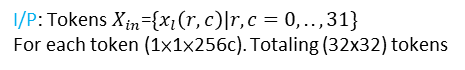 I/P: Tokens X_in={x_l(r,c)|r,c = 0,..,31}
For each token (1×1×256c). Totaling (32x32) tokens